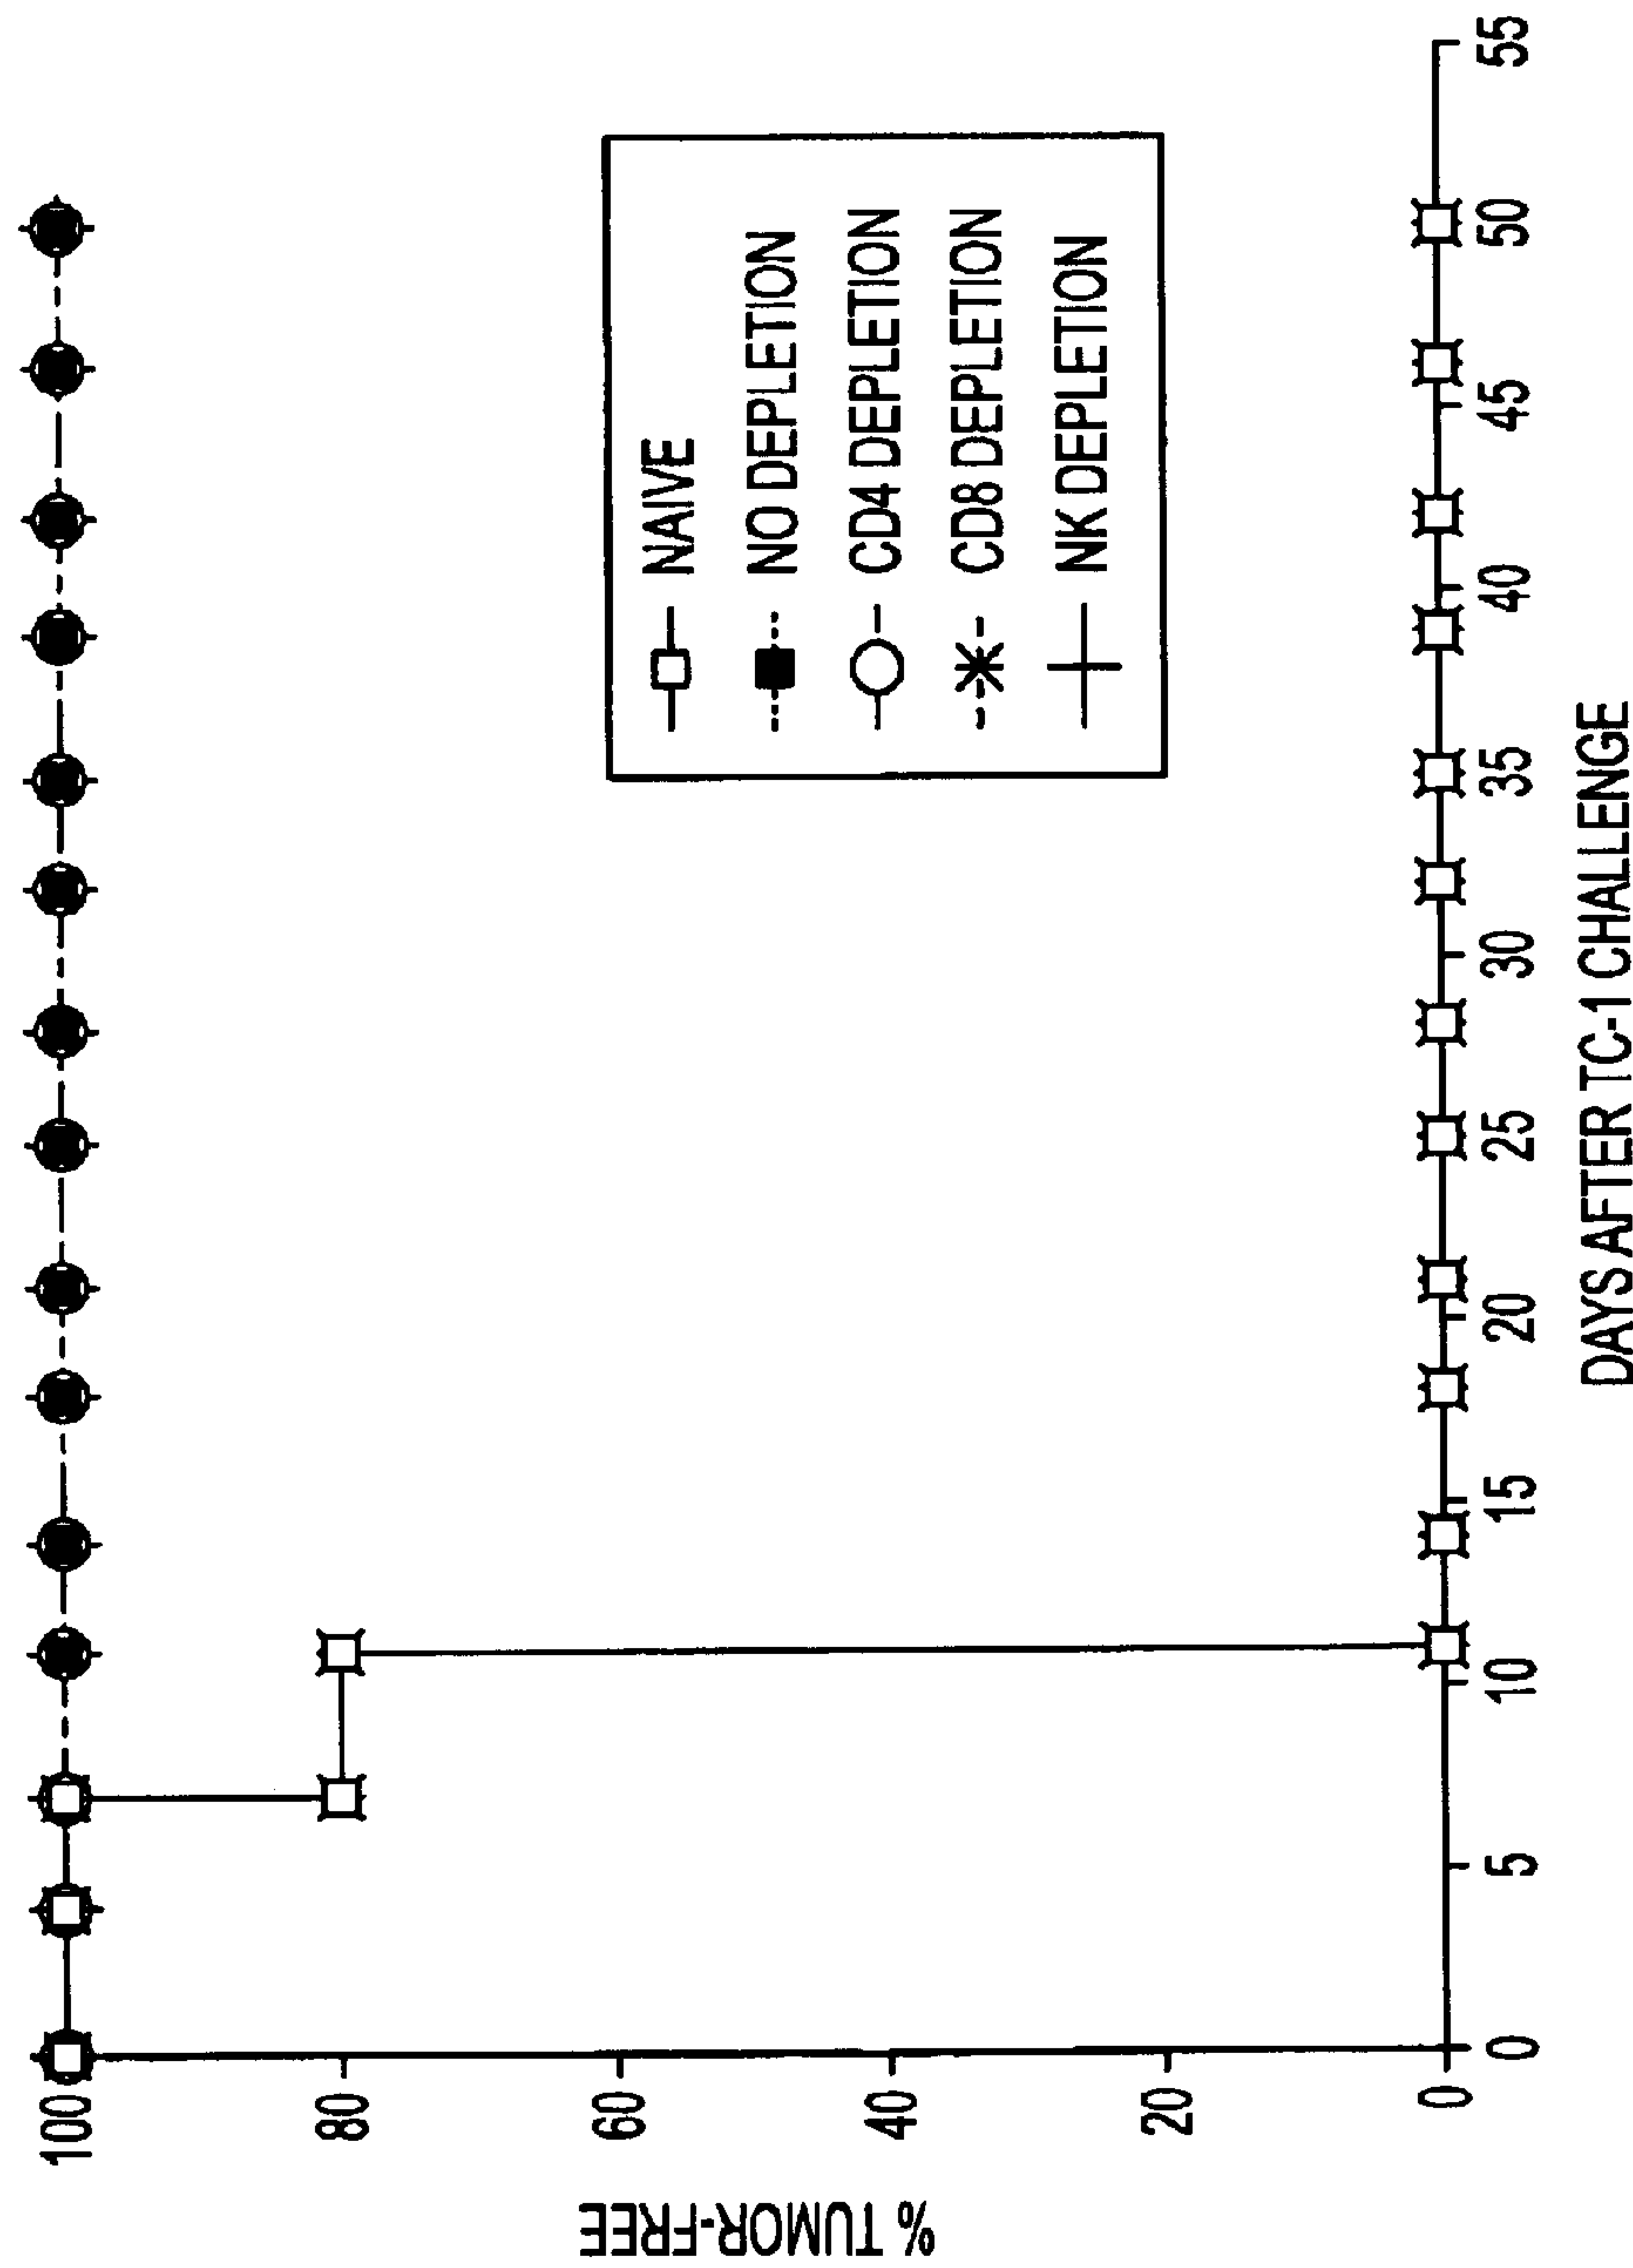 % TUMOR-FREE
100
80
60
40
20
0
NAIVE
NO DEPLETION
CD4 DEPLETION
CD8 DEPLETION
NK DEPLETION
0 5 10 15 20 25 30 35 40 45 50 55
DAYS AFTER TC-1 CHALLENGE